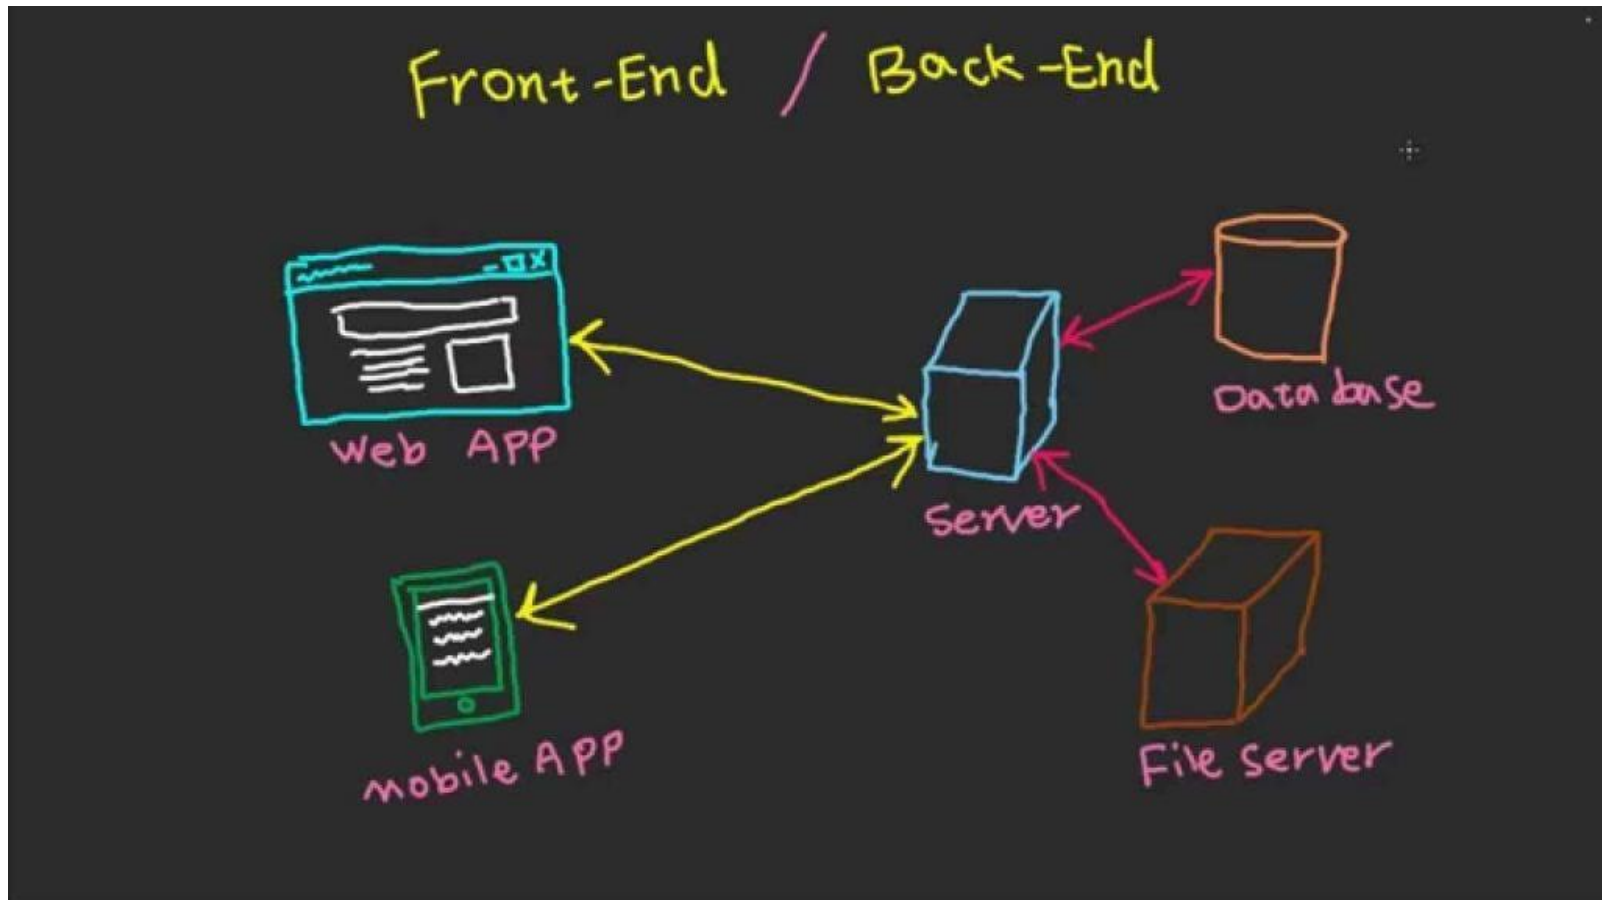 Front-End / Back-End
Web APP
Server
Database
mobile APP
File Server